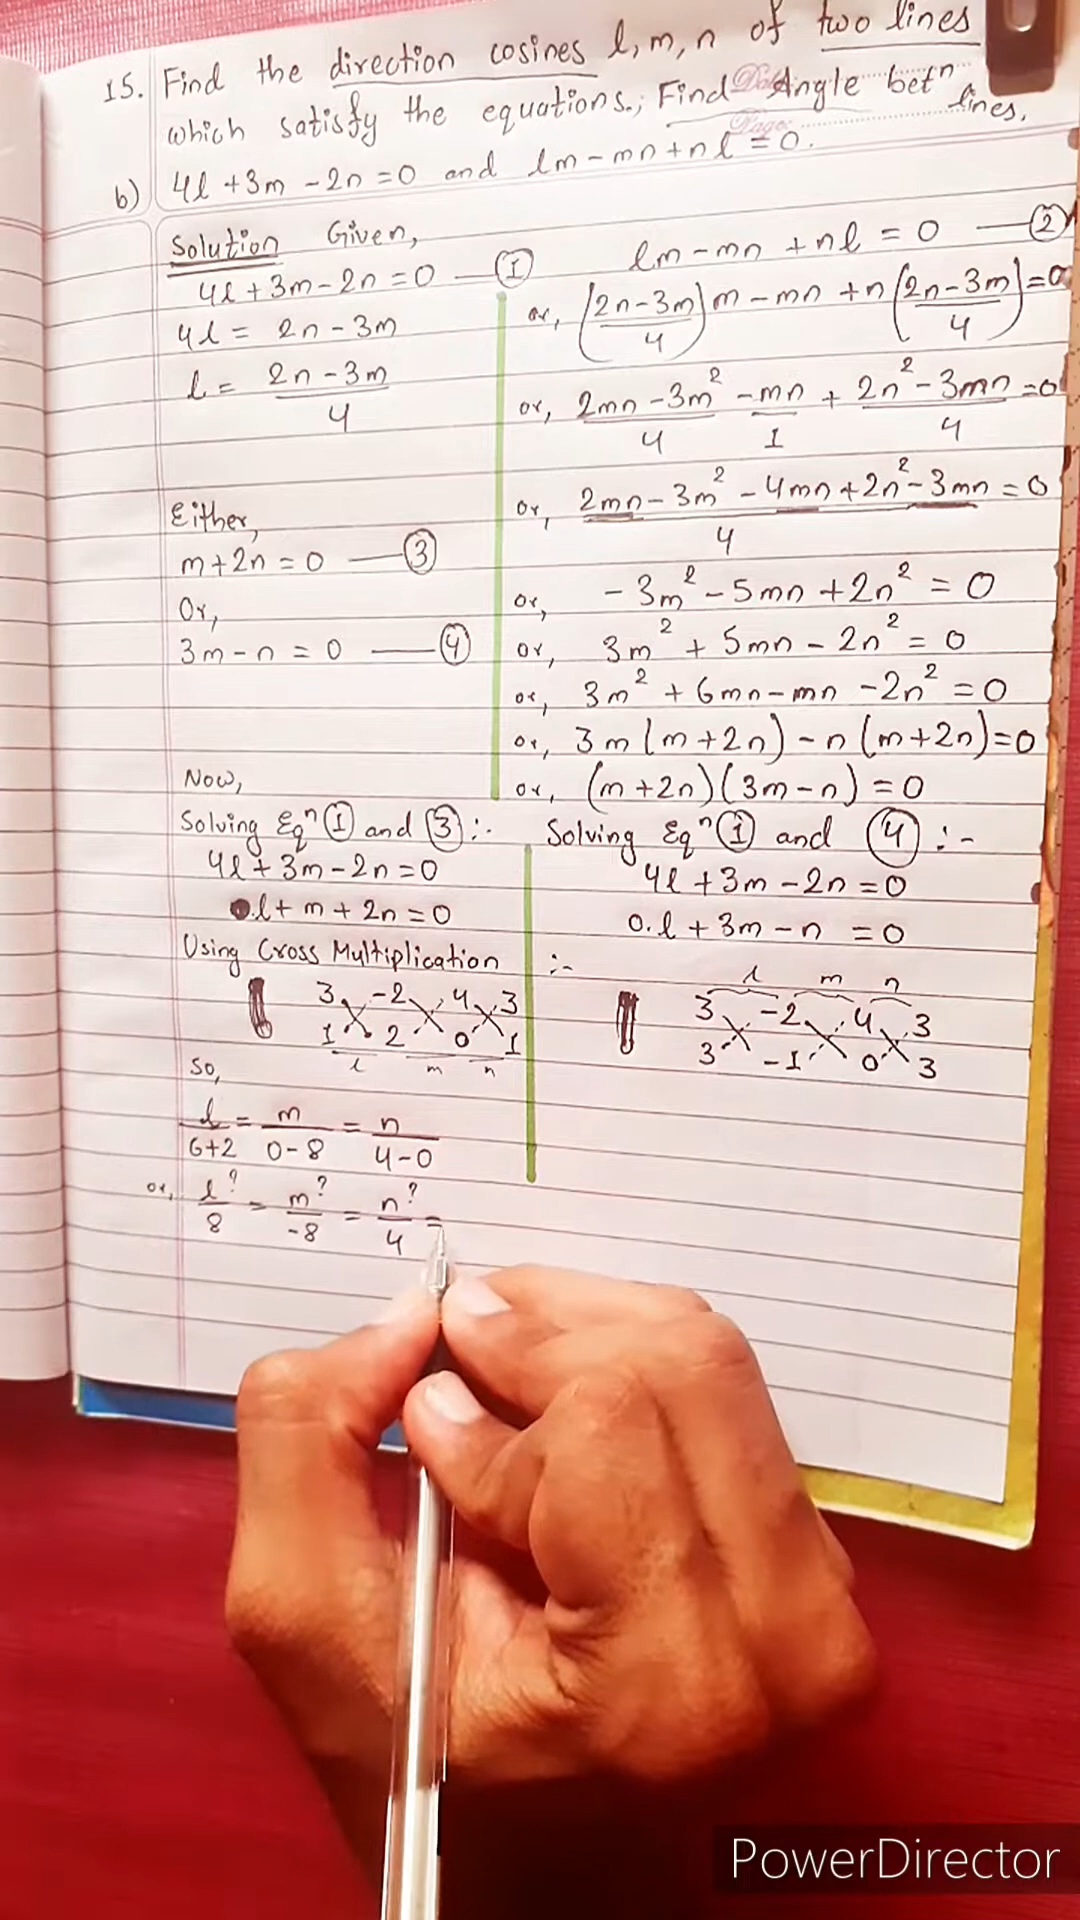 15. Find the direction cosines l, m, n of two lines
which satisfy the equations.; Find Angle betⁿ lines.
b) 4l + 3m - 2n = 0 and lm - mn + nl = 0.
Solution Given,
4l + 3m - 2n = 0 —①
4l = 2n - 3m
l = (2n - 3m)/4
lm - mn + nl = 0 —②
or, ((2n - 3m)/4) m - mn + n ((2n - 3m)/4) = 0
or, (2mn - 3m²)/4 - mn/1 + (2n² - 3mn)/4 = 0
or, (2mn - 3m² - 4mn + 2n² - 3mn)/4 = 0
or, -3m² - 5mn + 2n² = 0
or, 3m² + 5mn - 2n² = 0
or, 3m² + 6mn - mn - 2n² = 0
or, 3m(m + 2n) - n(m + 2n) = 0
or, (m + 2n)(3m - n) = 0
Either,
m + 2n = 0 —③
Or,
3m - n = 0 —④
Now,
Solving Eqⁿ ① and ③ :-
4l + 3m - 2n = 0
0.l + m + 2n = 0
Using Cross Multiplication :-
3 -2 4 3
1 2 0 1
l m n
So,
l/(6+2) = m/(0-8) = n/(4-0)
or, l?/8 = m?/-8 = n?/4 =
Solving Eqⁿ ① and ④ :-
4l + 3m - 2n = 0
0.l + 3m - n = 0
l m n
3 -2 4 3
3 -1 0 3
Date
Page:
PowerDirector